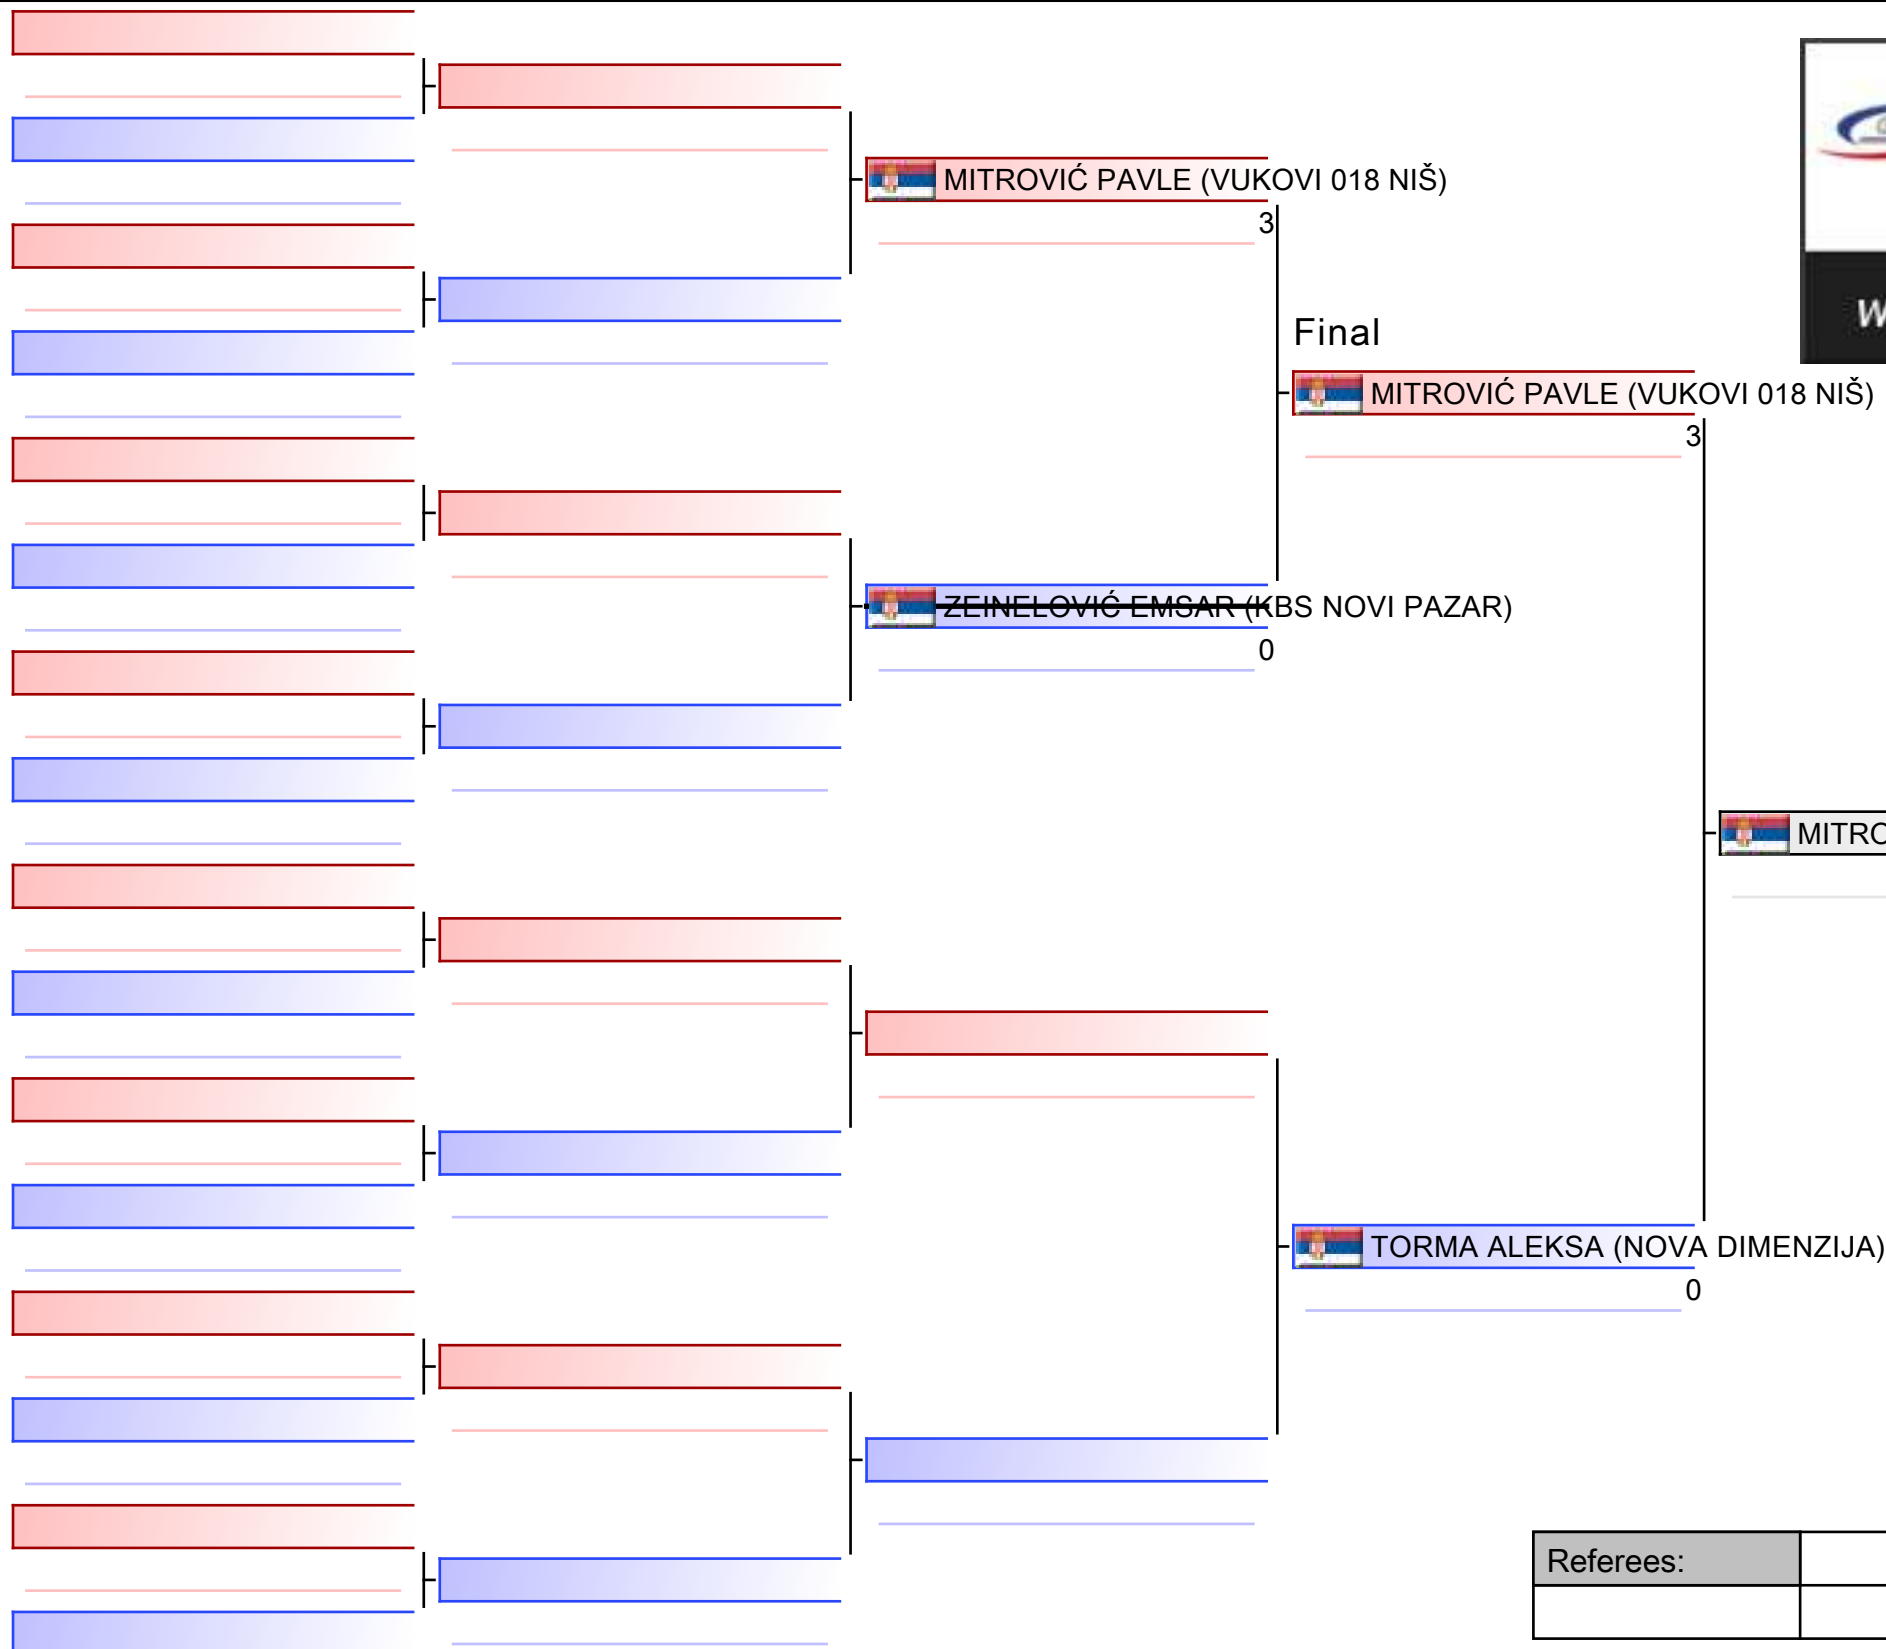 MITROVIĆ PAVLE (VUKOVI 018 NIŠ)
3
Final
MITROVIĆ PAVLE (VUKOVI 018 NIŠ)
3
ZEINELOVIĆ EMSAR (KBS NOVI PAZAR)
0
MITRO
TORMA ALEKSA (NOVA DIMENZIJA)
0
Referees: